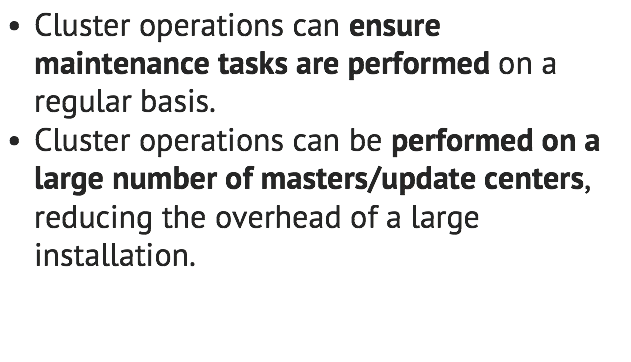 • Cluster operations can ensure
maintenance tasks are performed on a
regular basis.
• Cluster operations can be performed on a
large number of masters/update centers,
reducing the overhead of a large
installation.